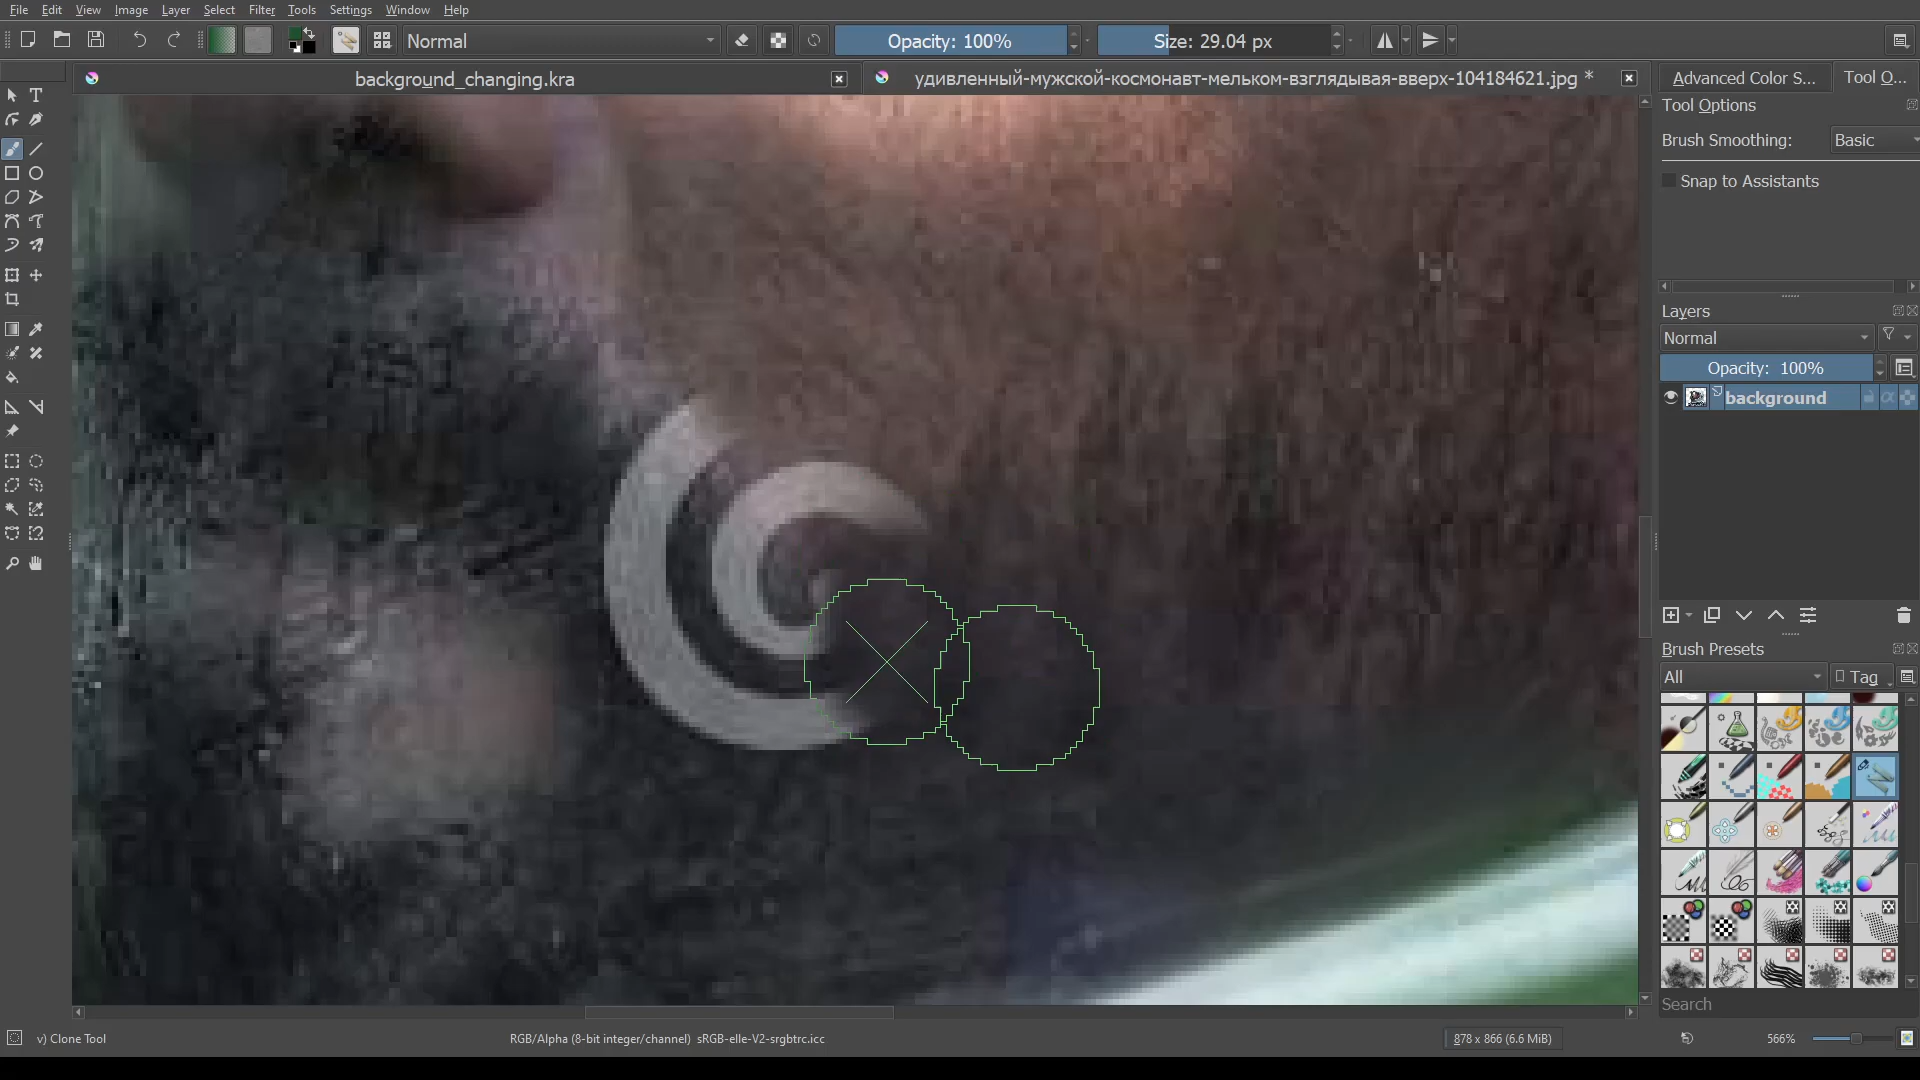 File Edit View Image Layer Select Filter Tools Settings Window Help
Normal
Opacity: 100%
Size: 29.04 px
background_changing.kra
удивленный-мужской-космонавт-мельком-взглядывая-вверх-104184621.jpg *
Advanced Color S...
Tool O...
Tool Options
Brush Smoothing:
Basic
Snap to Assistants
Layers
Normal
Opacity: 100%
background
Brush Presets
All
Tag
Search
v) Clone Tool
RGB/Alpha (8-bit integer/channel) sRGB-elle-V2-srgbtrc.icc
878 x 866 (6.6 MiB)
566%